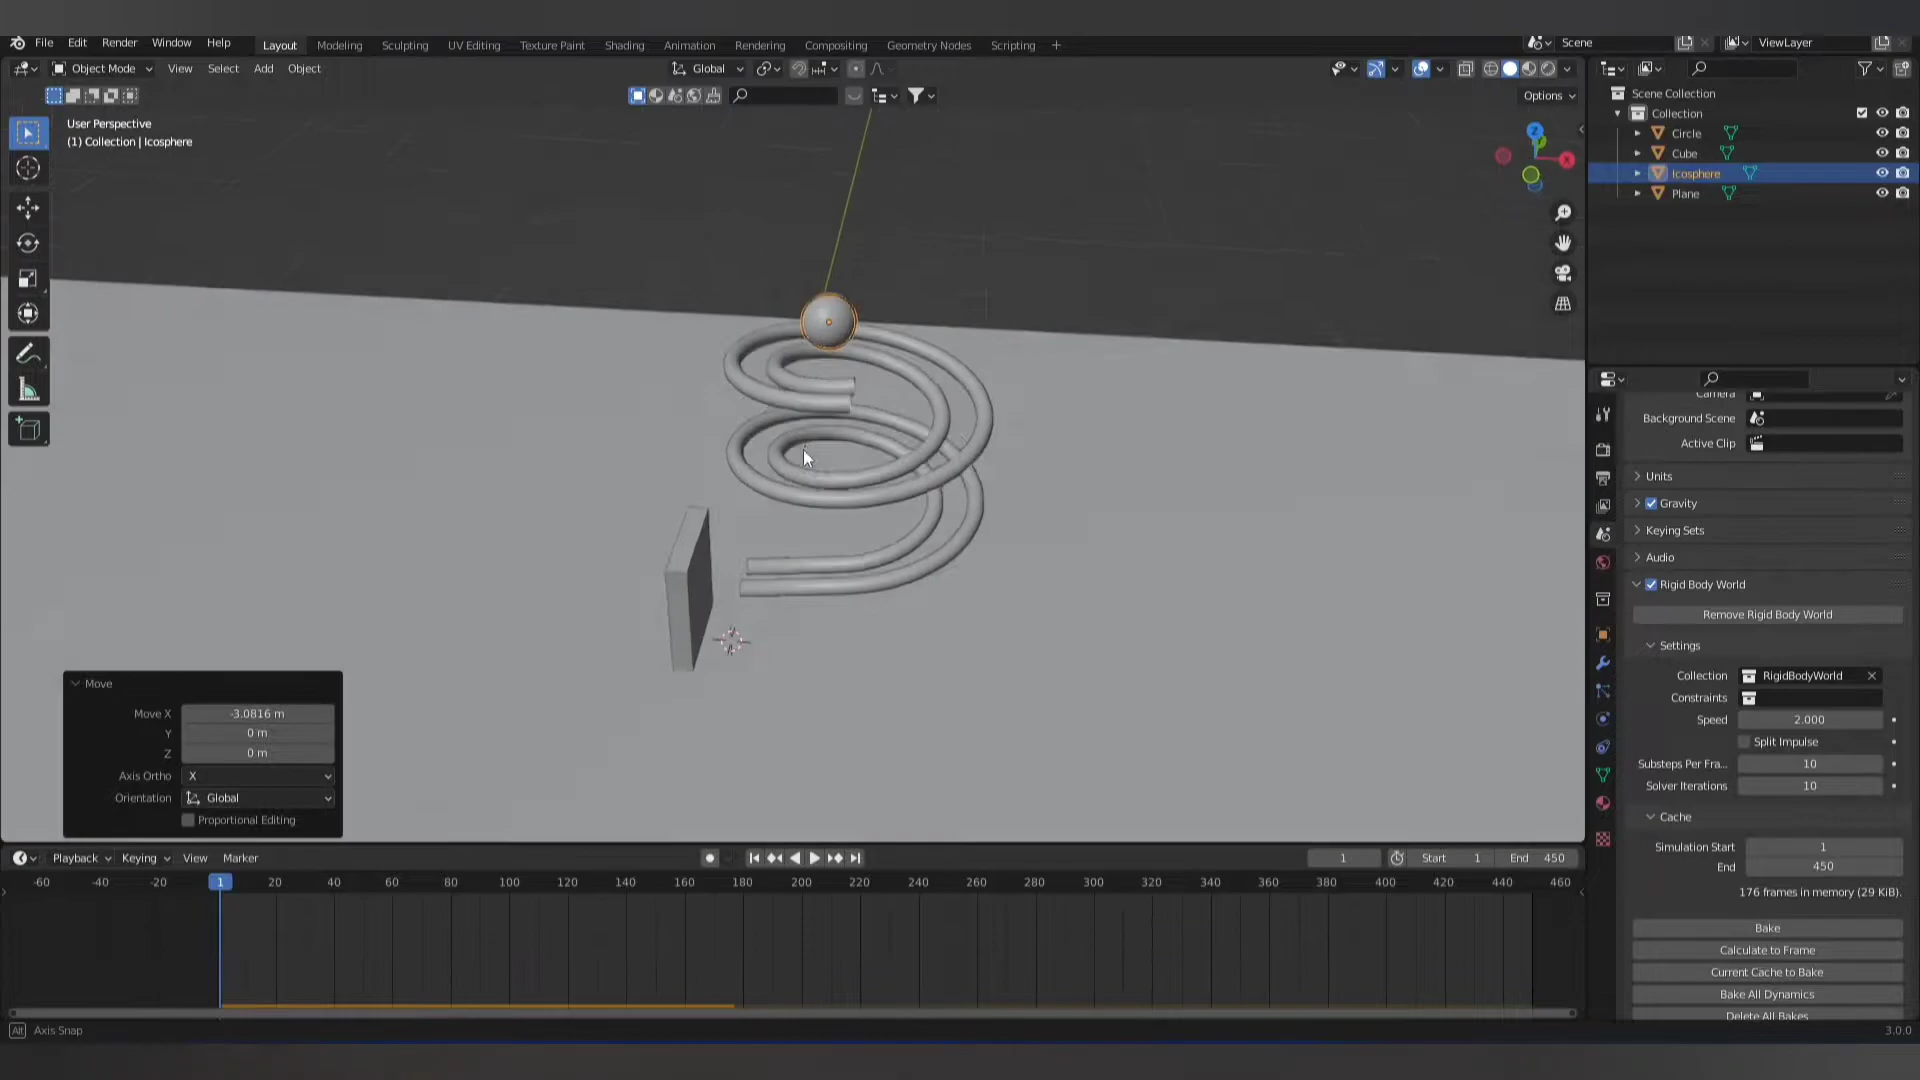 File Edit Render Window Help
Layout Modeling Sculpting UV Editing Texture Paint Shading Animation Rendering Compositing Geometry Nodes Scripting +
Scene
ViewLayer
Object Mode View Select Add Object
Global
Options
User Perspective
(1) Collection | Icosphere
Z
X
Scene Collection
Collection
Circle
Cube
Icosphere
Plane
Camera
Background Scene
Active Clip
Units
Gravity
Keying Sets
Audio
Rigid Body World
Remove Rigid Body World
Settings
Collection RigidBodyWorld
Constraints
Speed 2.000
Split Impulse
Substeps Per Fra... 10
Solver Iterations 10
Cache
Simulation Start 1
End 450
176 frames in memory (29 KiB).
Bake
Calculate to Frame
Current Cache to Bake
Bake All Dynamics
Delete All Bakes
Move
Move X -3.0816 m
Y 0 m
Z 0 m
Axis Ortho X
Orientation Global
Proportional Editing
Playback Keying View Marker
1 Start 1 End 450
-60 -40 -20 1 20 40 60 80 100 120 140 160 180 200 220 240 260 280 300 320 340 360 380 400 420 440 460
Alt Axis Snap
3.0.0